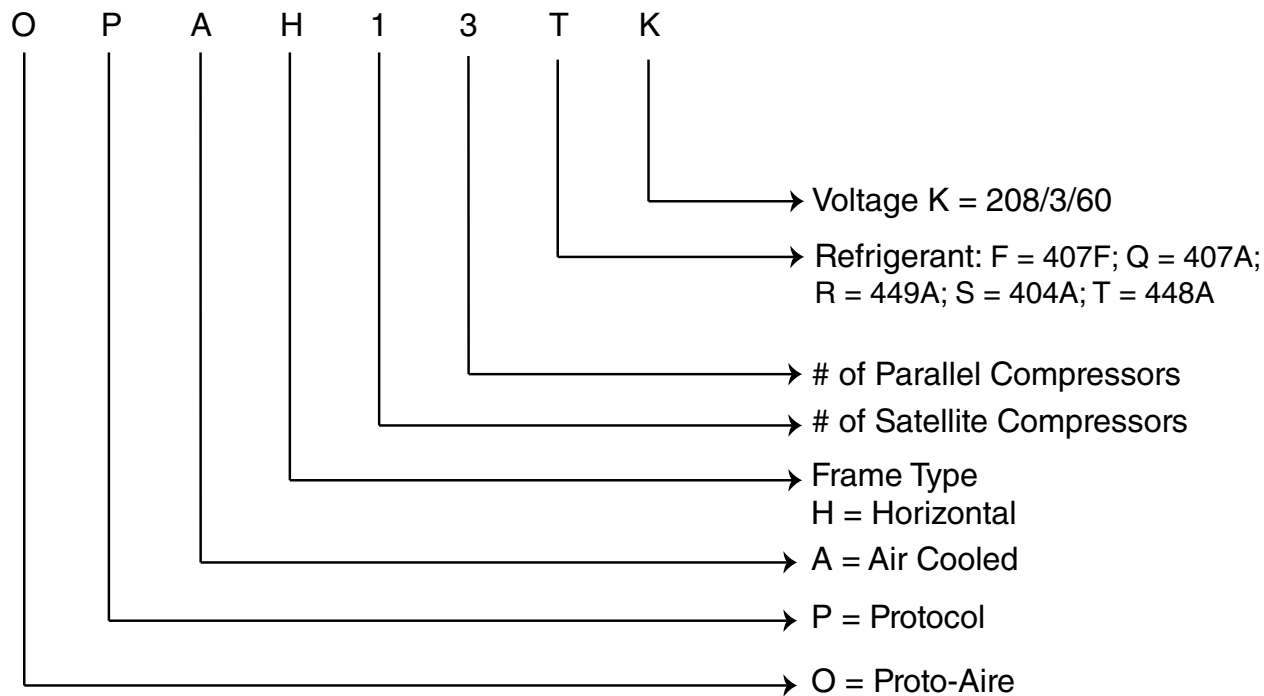 O P A H 1 3 T K
Voltage K = 208/3/60
Refrigerant: F = 407F; Q = 407A;
R = 449A; S = 404A; T = 448A
# of Parallel Compressors
# of Satellite Compressors
Frame Type
H = Horizontal
A = Air Cooled
P = Protocol
O = Proto-Aire